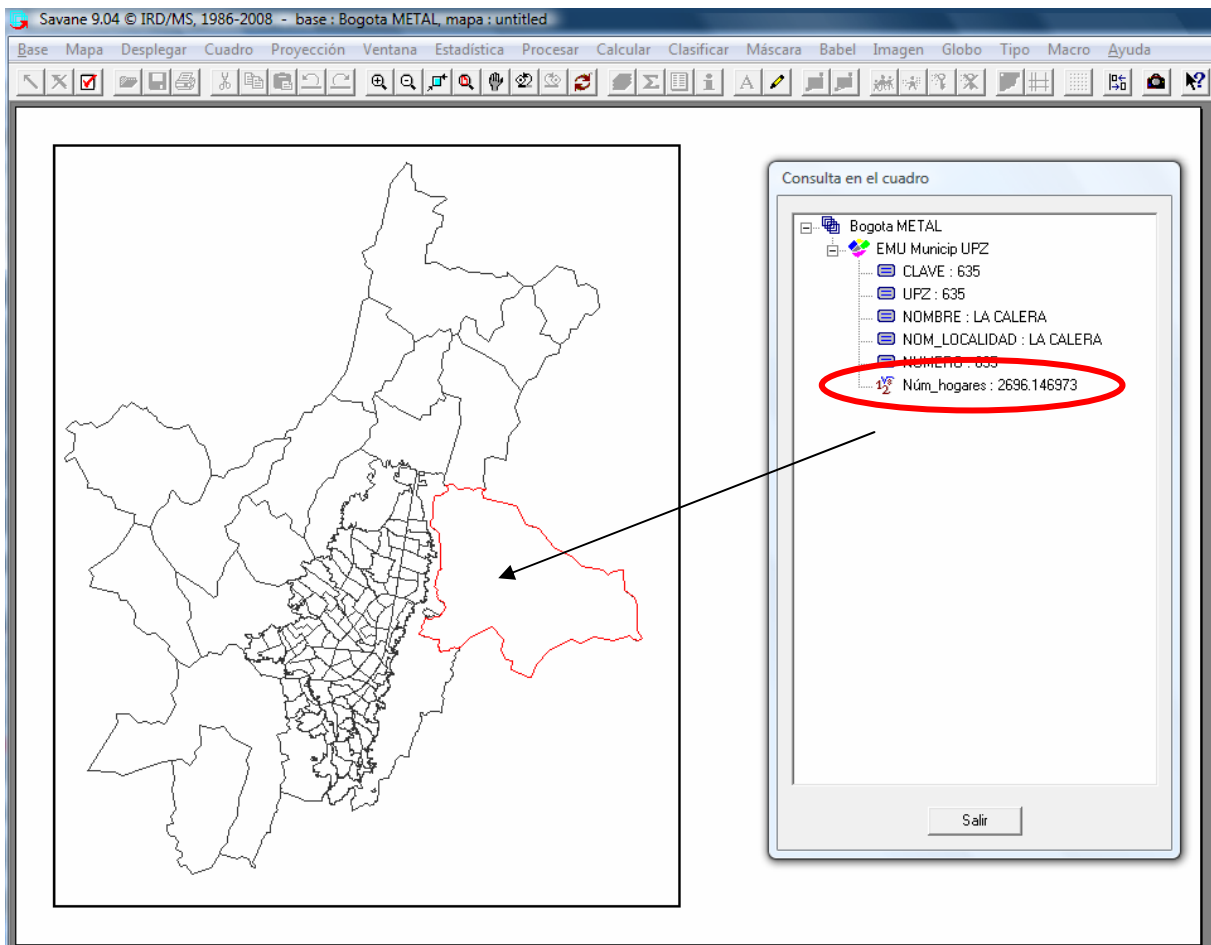 Savane 9.04 © IRD/MS, 1986-2008 - base : Bogota METAL, mapa : untitled
Base Mapa Desplegar Cuadro Proyección Ventana Estadística Procesar Calcular Clasificar Máscara Babel Imagen Globo Tipo Macro Ayuda
Consulta en el cuadro
Bogota METAL
EMU Municip UPZ
CLAVE : 635
UPZ : 635
NOMBRE : LA CALERA
NOM_LOCALIDAD : LA CALERA
NUMERO : 635
Núm_hogares : 2696.146973
Salir